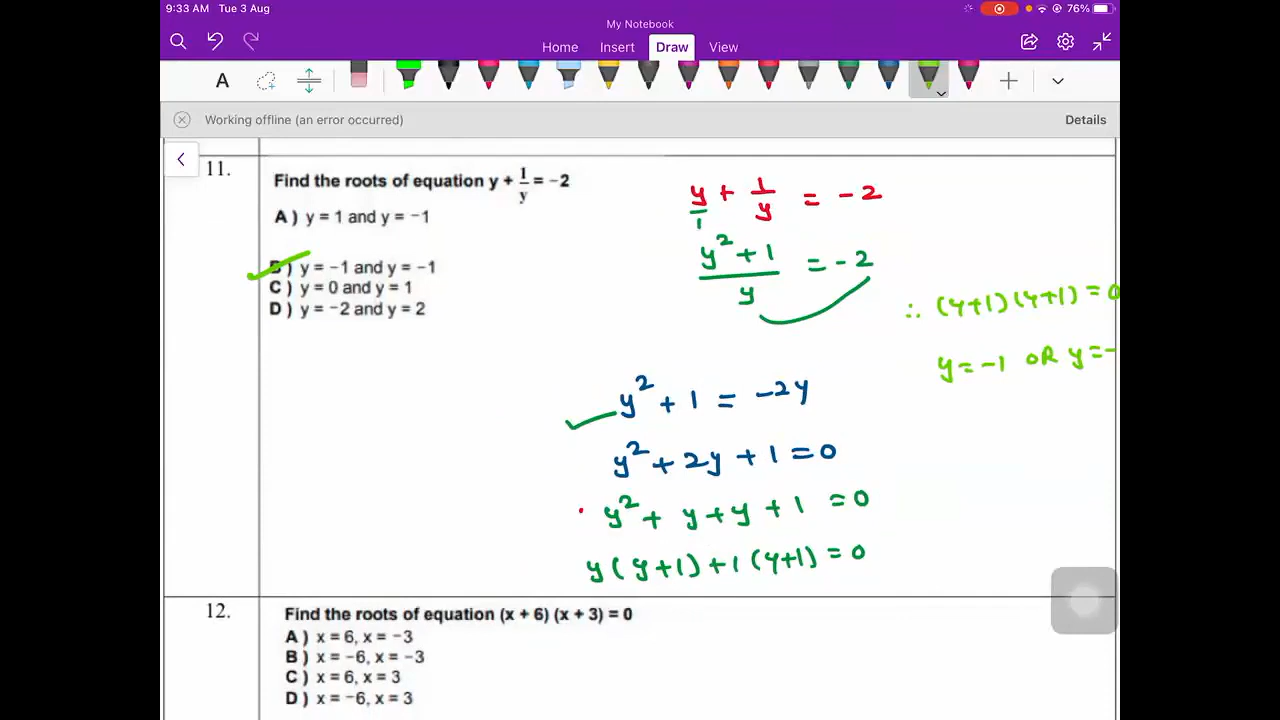 9:33 AM Tue 3 Aug
76%
My Notebook
Home Insert Draw View
A
Working offline (an error occurred) Details
11.
Find the roots of equation y + 1/y = −2
A ) y = 1 and y = −1
B ) y = −1 and y = −1
C ) y = 0 and y = 1
D ) y = −2 and y = 2
y/1 + 1/y = -2
(y² + 1)/y = -2
∴ (y+1)(y+1) = 0
y = -1 OR y = -
y² + 1 = -2y
y² + 2y + 1 = 0
y² + y + y + 1 = 0
y(y+1) + 1(y+1) = 0
12.
Find the roots of equation (x + 6) (x + 3) = 0
A ) x = 6, x = −3
B ) x = −6, x = −3
C ) x = 6, x = 3
D ) x = −6, x = 3